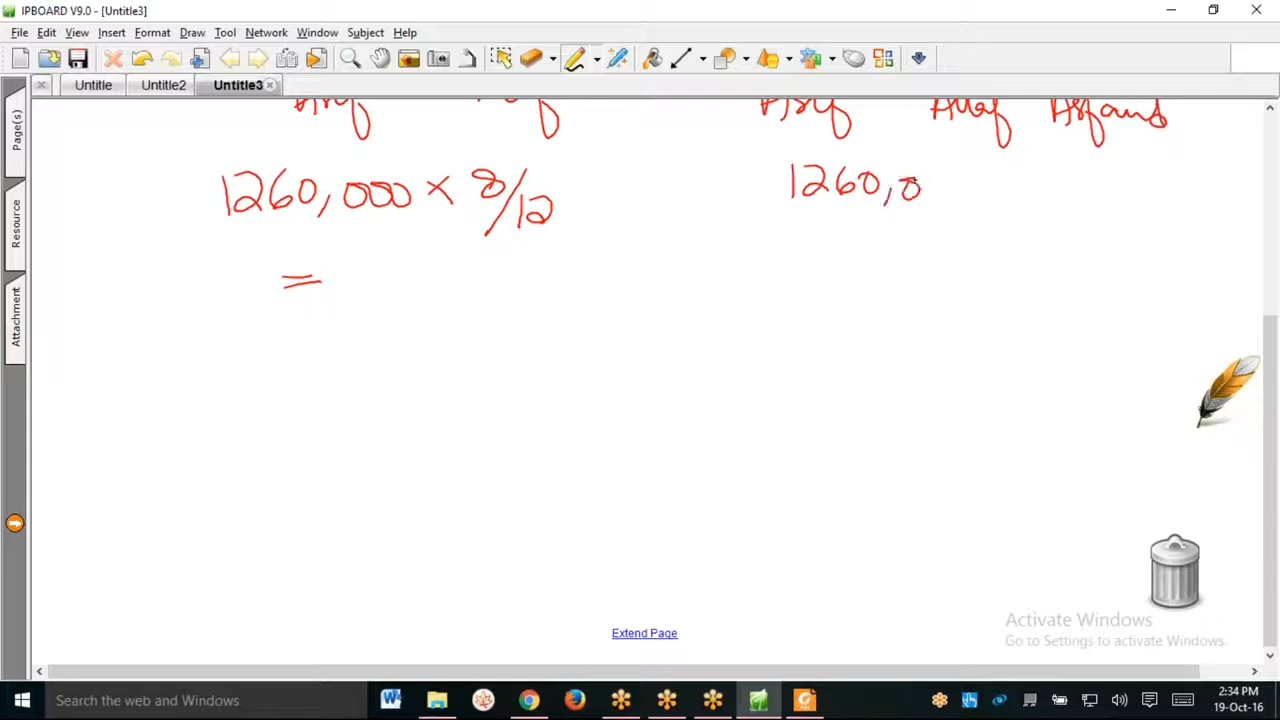 IPBOARD V9.0 - [Untitle3]
File Edit View Insert Format Draw Tool Network Window Subject Help
Untitle Untitle2 Untitle3
Page(s)
Resource
Attachment
1260,000 × 8/12
1260,0
=
Extend Page
Activate Windows
Go to Settings to activate Windows.
Search the web and Windows
2:34 PM
19-Oct-16